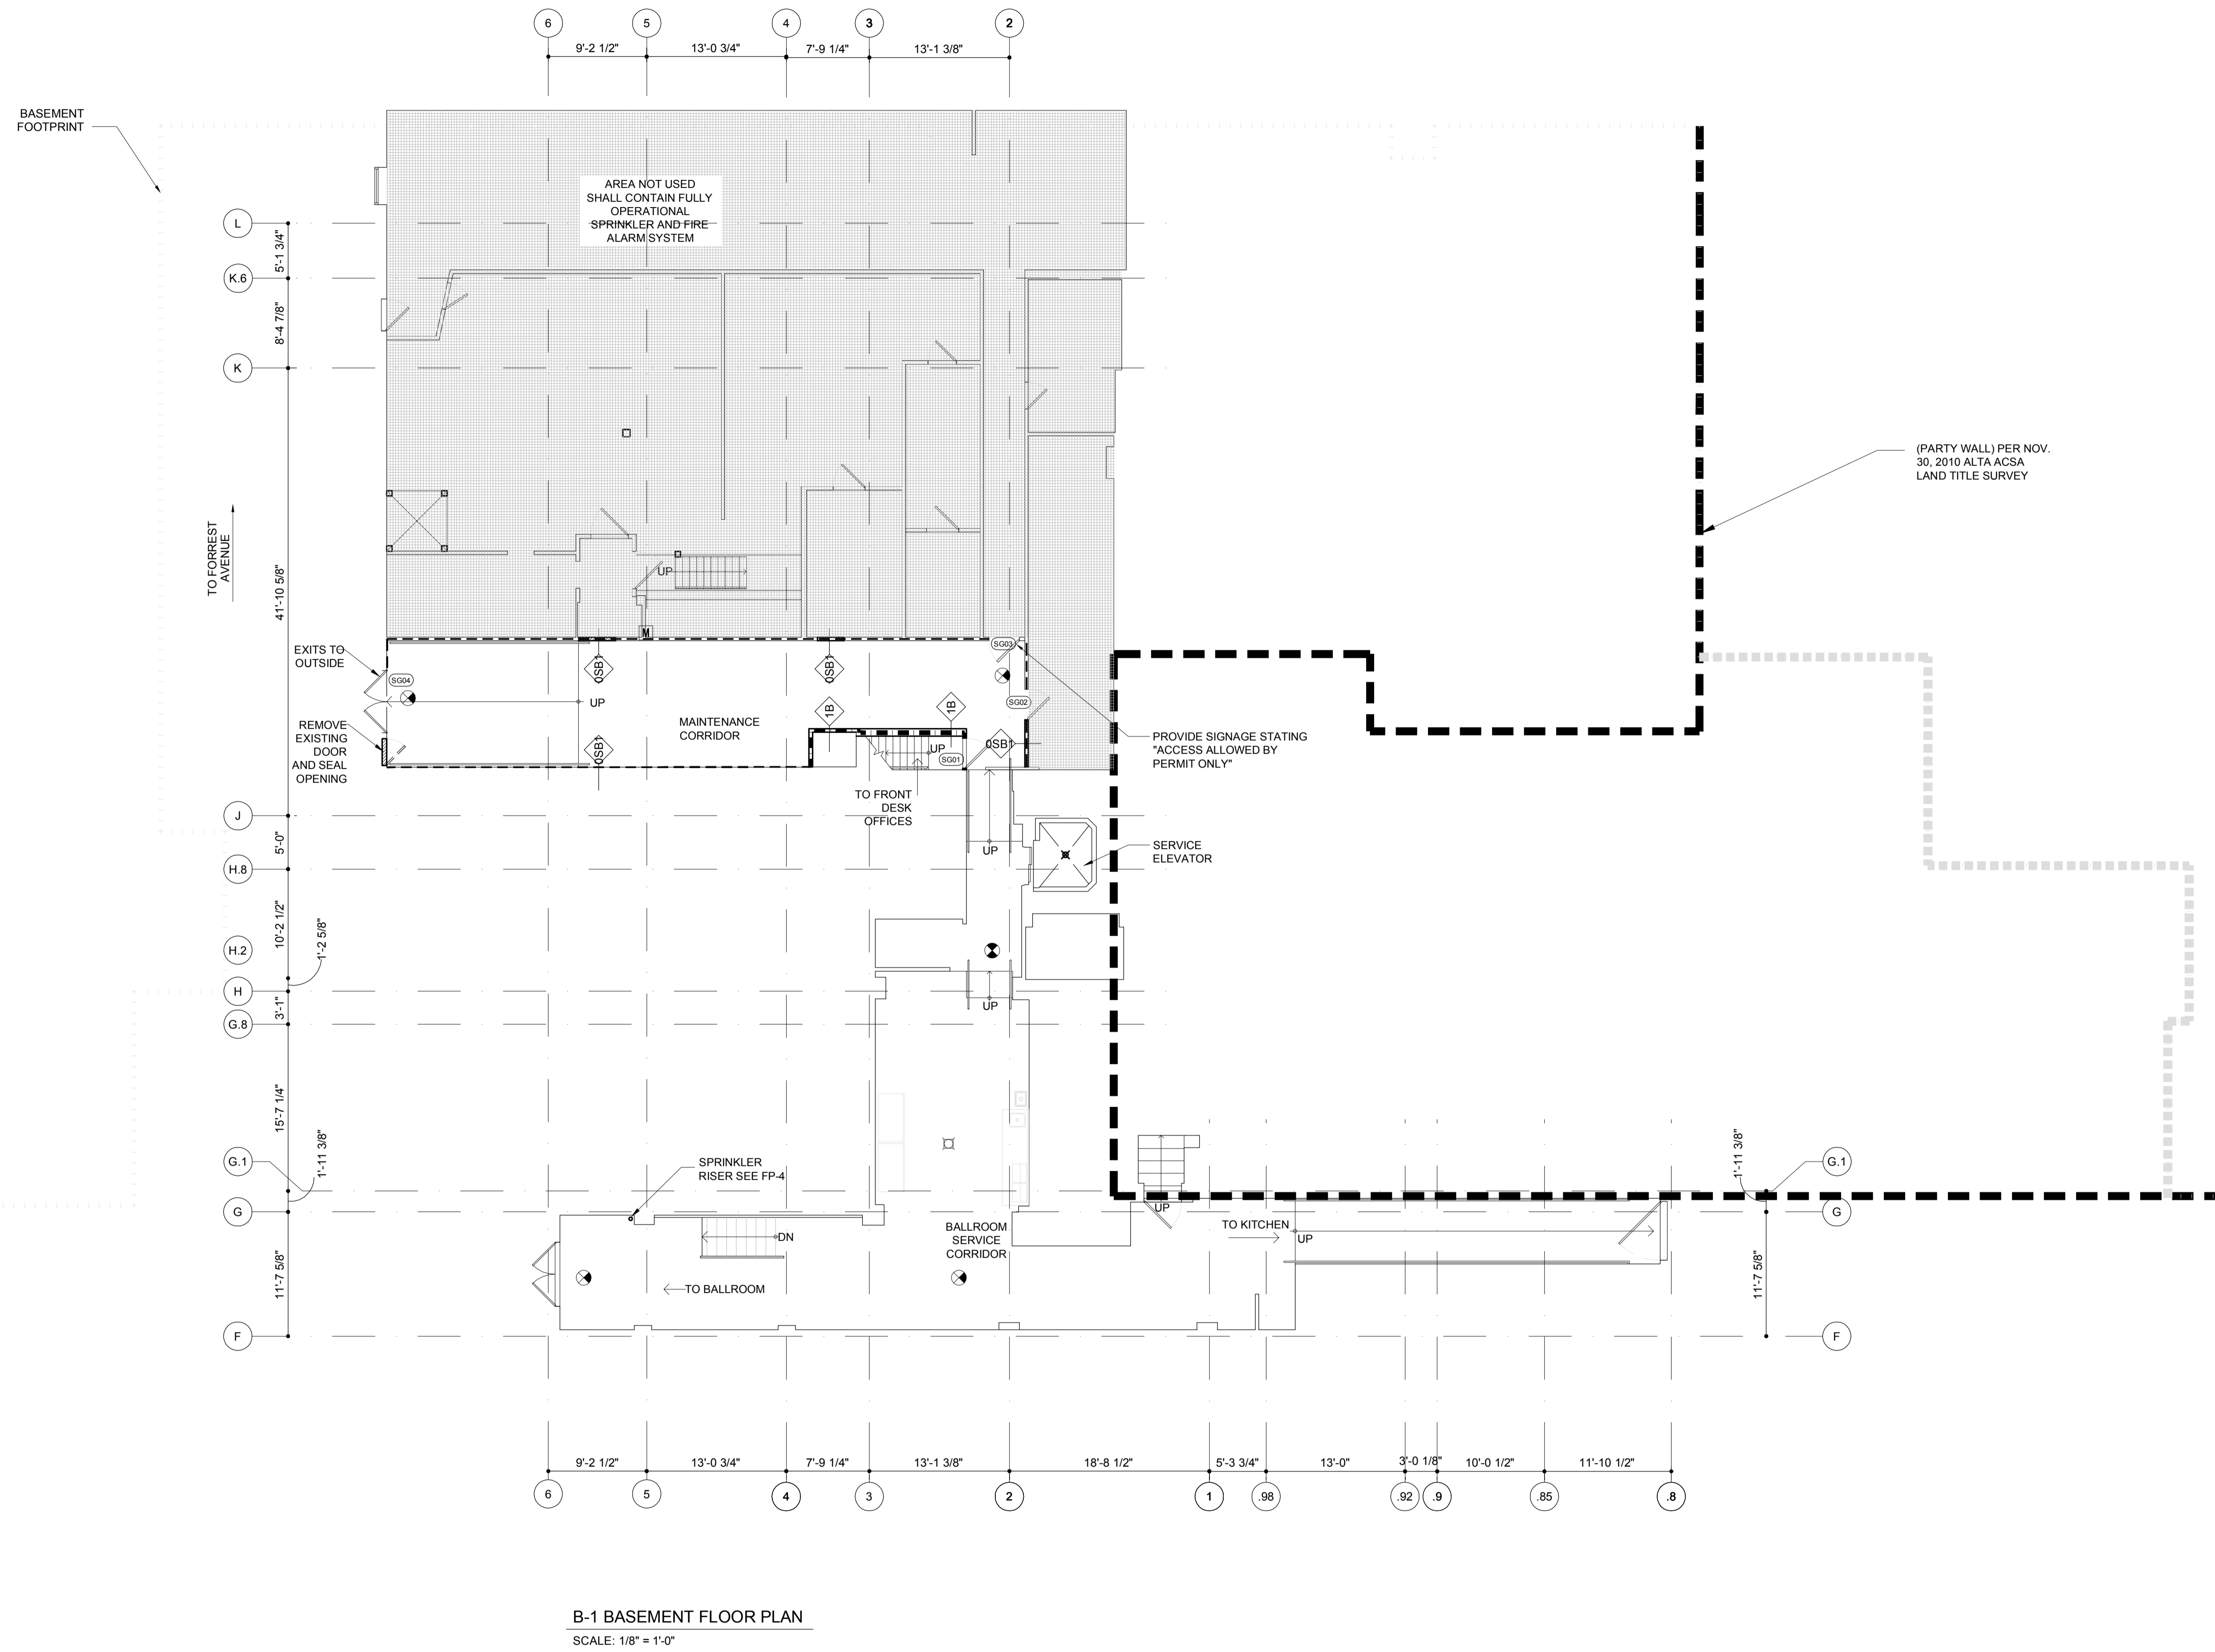 6
5
4
3
2
9'-2 1/2"
13'-0 3/4"
7'-9 1/4"
13'-1 3/8"
BASEMENT
FOOTPRINT
AREA NOT USED
SHALL CONTAIN FULLY
OPERATIONAL
SPRINKLER AND FIRE
ALARM SYSTEM
L
5'-1 3/4"
K.6
8'-4 7/8"
K
(PARTY WALL) PER NOV.
30, 2010 ALTA ACSA
LAND TITLE SURVEY
TO FORREST
AVENUE
41'-10 5/8"
UP
M
EXITS TO
OUTSIDE
SG04
0SB1
0SB1
SG03
SG02
UP
REMOVE
EXISTING
DOOR
AND SEAL
OPENING
0SB1
MAINTENANCE
CORRIDOR
1B
1B
UP
SG01
0SB1
PROVIDE SIGNAGE STATING
"ACCESS ALLOWED BY
PERMIT ONLY"
TO FRONT
DESK
OFFICES
J
5'-0"
UP
SERVICE
ELEVATOR
H.8
10'-2 1/2"
1'-2 5/8"
H.2
H
3'-1"
UP
G.8
15'-7 1/4"
1'-11 3/8"
G.1
SPRINKLER
RISER SEE FP-4
1'-11 3/8"
G.1
G
UP
G
DN
BALLROOM
SERVICE
CORRIDOR
TO KITCHEN
UP
11'-7 5/8"
TO BALLROOM
11'-7 5/8"
F
F
9'-2 1/2"
13'-0 3/4"
7'-9 1/4"
13'-1 3/8"
18'-8 1/2"
5'-3 3/4"
13'-0"
3'-0 1/8"
10'-0 1/2"
11'-10 1/2"
6
5
4
3
2
1
.98
.92
.9
.85
.8
B-1 BASEMENT FLOOR PLAN
SCALE: 1/8" = 1'-0"